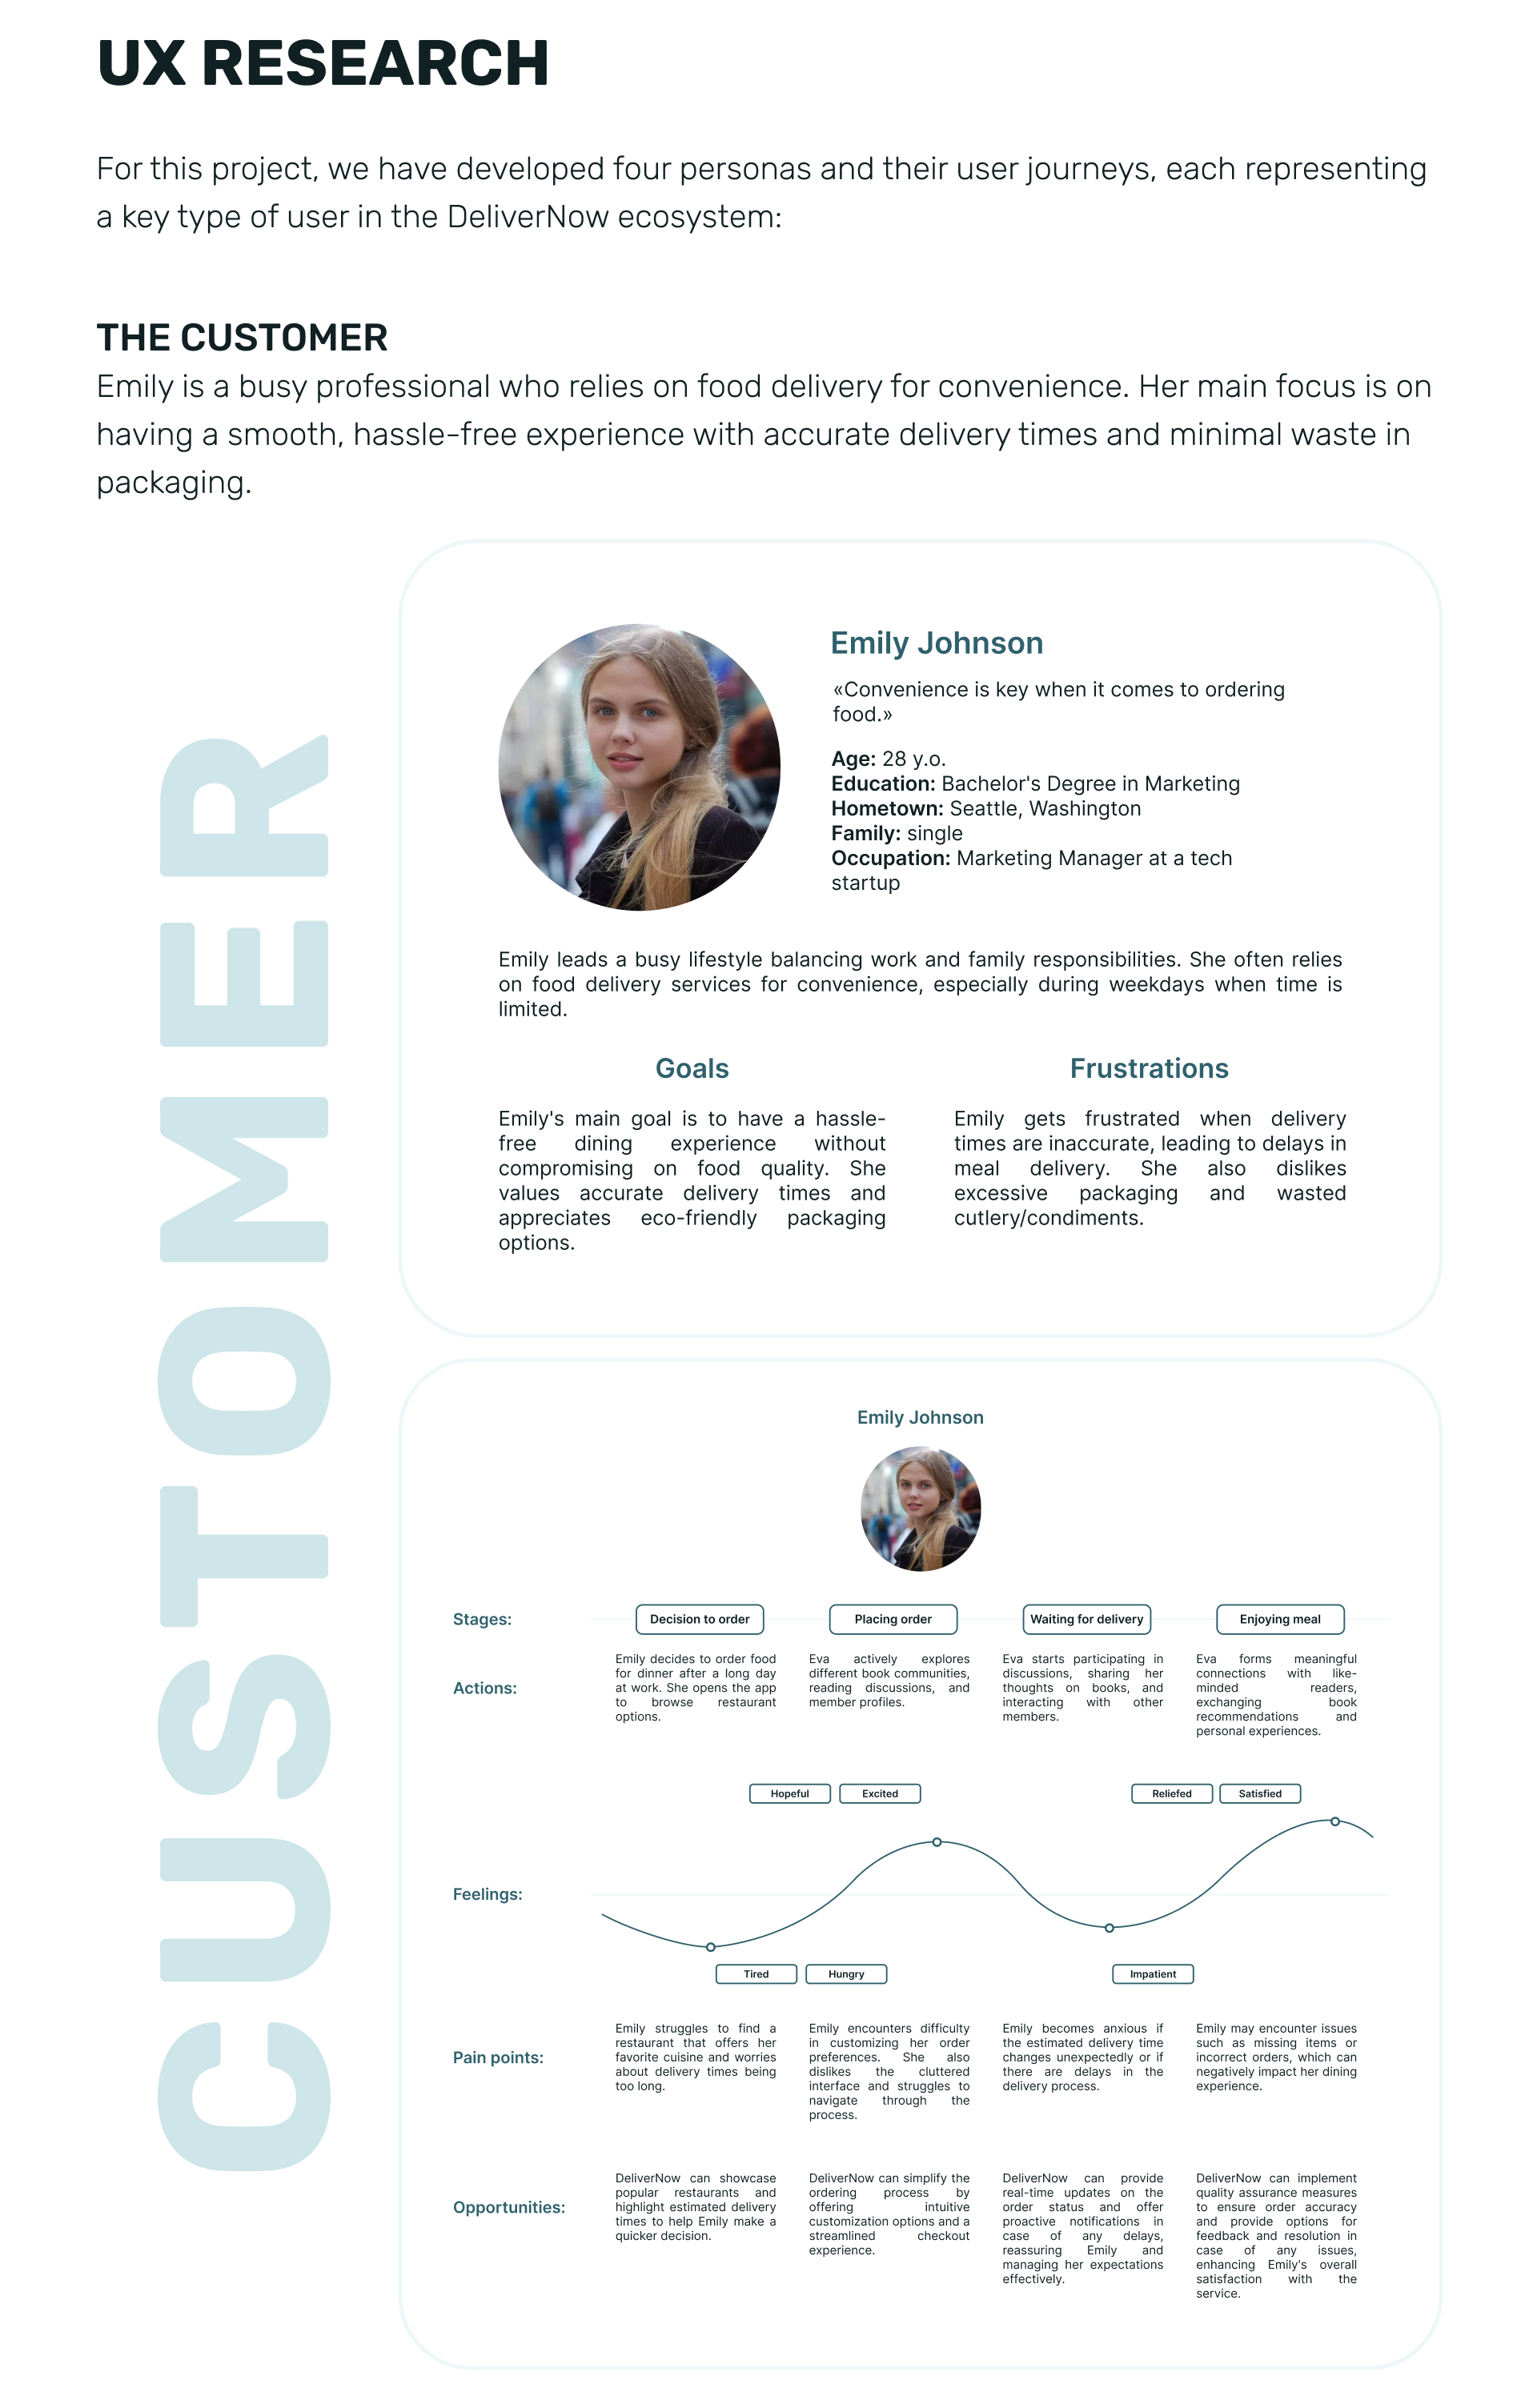 UX RESEARCH
For this project, we have developed four personas and their user journeys, each representing
a key type of user in the DeliverNow ecosystem:
THE CUSTOMER
Emily is a busy professional who relies on food delivery for convenience. Her main focus is on
having a smooth, hassle-free experience with accurate delivery times and minimal waste in
packaging.
CUSTOMER
Emily Johnson
«Convenience is key when it comes to ordering
food.»
Age: 28 y.o.
Education: Bachelor's Degree in Marketing
Hometown: Seattle, Washington
Family: single
Occupation: Marketing Manager at a tech
startup
Emily leads a busy lifestyle balancing work and family responsibilities. She often relies
on food delivery services for convenience, especially during weekdays when time is
limited.
Goals
Emily's main goal is to have a hassle-
free dining experience without
compromising on food quality. She
values accurate delivery times and
appreciates eco-friendly packaging
options.
Frustrations
Emily gets frustrated when delivery
times are inaccurate, leading to delays in
meal delivery. She also dislikes
excessive packaging and wasted
cutlery/condiments.
Emily Johnson
Stages:
Decision to order
Placing order
Waiting for delivery
Enjoying meal
Actions:
Emily decides to order food
for dinner after a long day
at work. She opens the app
to browse restaurant
options.
Eva actively explores
different book communities,
reading discussions, and
member profiles.
Eva starts participating in
discussions, sharing her
thoughts on books, and
interacting with other
members.
Eva forms meaningful
connections with like-
minded readers,
exchanging book
recommendations and
personal experiences.
Feelings:
Hopeful
Excited
Reliefed
Satisfied
Tired
Hungry
Impatient
Pain points:
Emily struggles to find a
restaurant that offers her
favorite cuisine and worries
about delivery times being
too long.
Emily encounters difficulty
in customizing her order
preferences. She also
dislikes the cluttered
interface and struggles to
navigate through the
process.
Emily becomes anxious if
the estimated delivery time
changes unexpectedly or if
there are delays in the
delivery process.
Emily may encounter issues
such as missing items or
incorrect orders, which can
negatively impact her dining
experience.
Opportunities:
DeliverNow can showcase
popular restaurants and
highlight estimated delivery
times to help Emily make a
quicker decision.
DeliverNow can simplify the
ordering process by
offering intuitive
customization options and a
streamlined checkout
experience.
DeliverNow can provide
real-time updates on the
order status and offer
proactive notifications in
case of any delays,
reassuring Emily and
managing her expectations
effectively.
DeliverNow can implement
quality assurance measures
to ensure order accuracy
and provide options for
feedback and resolution in
case of any issues,
enhancing Emily's overall
satisfaction with the
service.